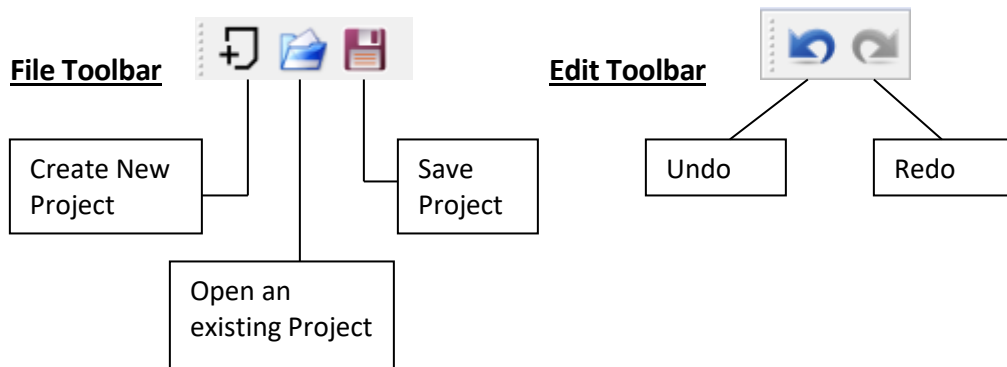 File Toolbar
Edit Toolbar
Create New
Project
Save
Project
Undo
Redo
Open an
existing Project